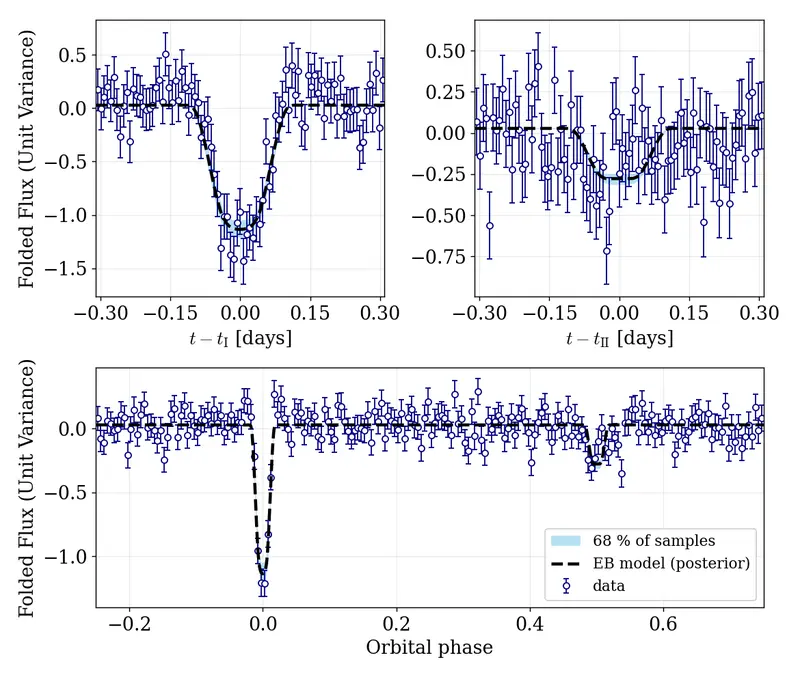 Folded Flux (Unit Variance)
0.5
0.0
−0.5
−1.0
−1.5
−0.30 −0.15 0.00 0.15 0.30
t − tI [days]
0.50
0.25
0.00
−0.25
−0.50
−0.75
−0.30 −0.15 0.00 0.15 0.30
t − tII [days]
Folded Flux (Unit Variance)
0.0
−0.5
−1.0
68 % of samples
EB model (posterior)
data
−0.2 0.0 0.2 0.4 0.6
Orbital phase